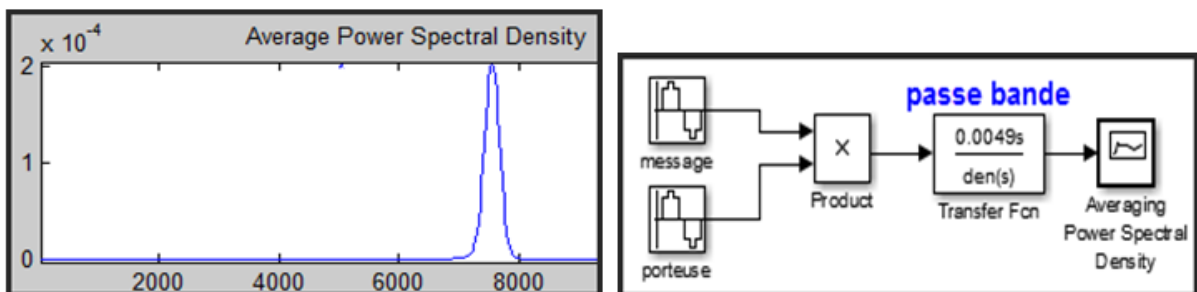 x 10⁻⁴
Average Power Spectral Density
2
1
0
2000 4000 6000 8000
passe bande
message
porteuse
X
Product
0.0049s
den(s)
Transfer Fcn
Averaging
Power Spectral
Density